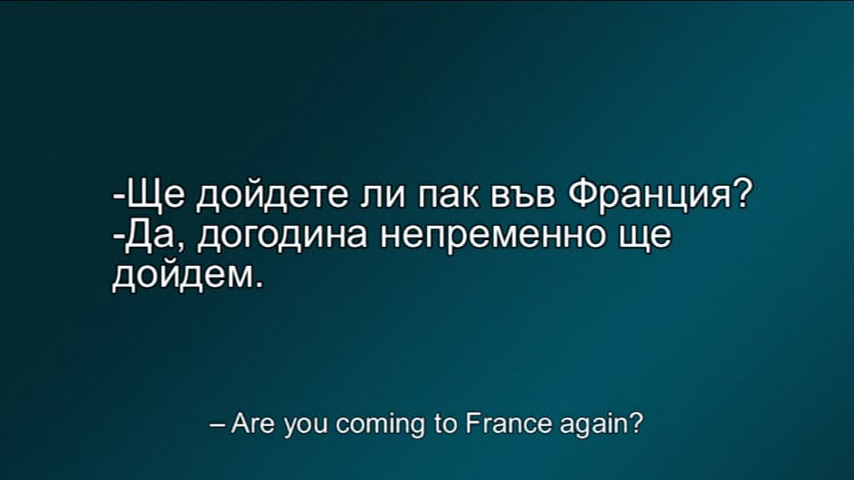 -Ще дойдете ли пак във Франция?
-Да, догодина непременно ще
дойдем.
– Are you coming to France again?